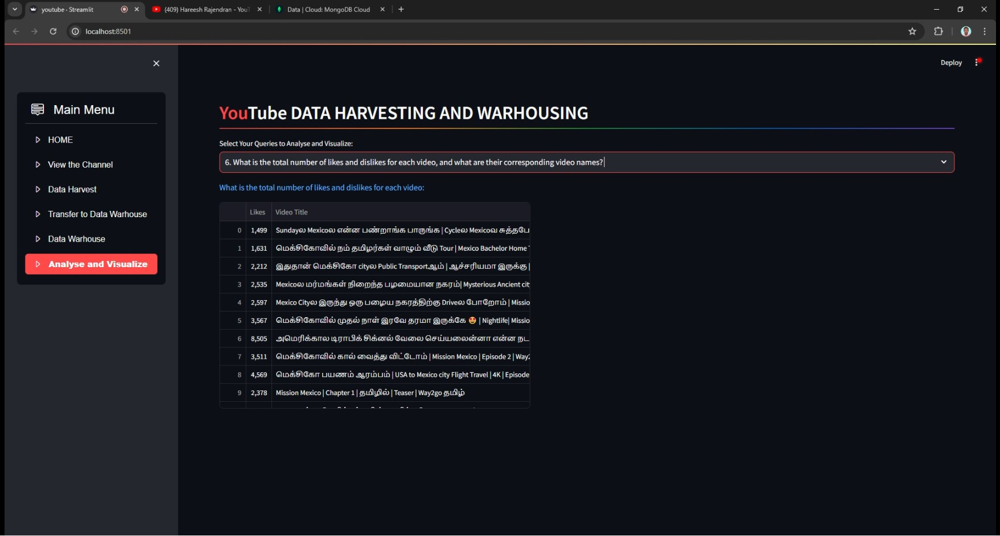 youtube · Streamlit
(409) Hareesh Rajendran - YouT
Data | Cloud: MongoDB Cloud
localhost:8501
Deploy
Main Menu
HOME
View the Channel
Data Harvest
Transfer to Data Warhouse
Data Warhouse
Analyse and Visualize
YouTube DATA HARVESTING AND WARHOUSING
Select Your Queries to Analyse and Visualize:
6. What is the total number of likes and dislikes for each video, and what are their corresponding video names?
What is the total number of likes and dislikes for each video:
Likes Video Title
0 1,499 Sundayல Mexicoல என்ன பண்றாங்க பாருங்க | Cycleல Mexicoவ சுத்தபே
1 1,631 மெக்சிகோவில் நம் தமிழர்கள் வாழும் வீடு Tour | Mexico Bachelor Home
2 2,212 இதுதான் மெக்சிகோ cityல Public Transportஆம் | ஆச்சரியமா இருக்கு |
3 2,535 Mexicoல மர்மங்கள் நிறைந்த பழமையான நகரம்| Mysterious Ancient cit
4 2,597 Mexico Cityல இருந்து ஒரு பழைய நகரத்திற்கு Driveல போறோம் | Missio
5 3,567 மெக்சிகோவில் முதல் நாள் இரவே தரமா இருக்கே 🤩 | Nightlife| Missio
6 8,505 அமெரிக்கால டிராபிக் சிக்னல் வேலை செய்யலைன்னா என்ன நட
7 3,511 மெக்சிகோவில் கால் வைத்து விட்டோம் | Mission Mexico | Episode 2 | Way2
8 4,569 மெக்சிகோ பயணம் ஆரம்பம் | USA to Mexico city Flight Travel | 4K | Episode
9 2,378 Mission Mexico | Chapter 1 | தமிழில் | Teaser | Way2go தமிழ்